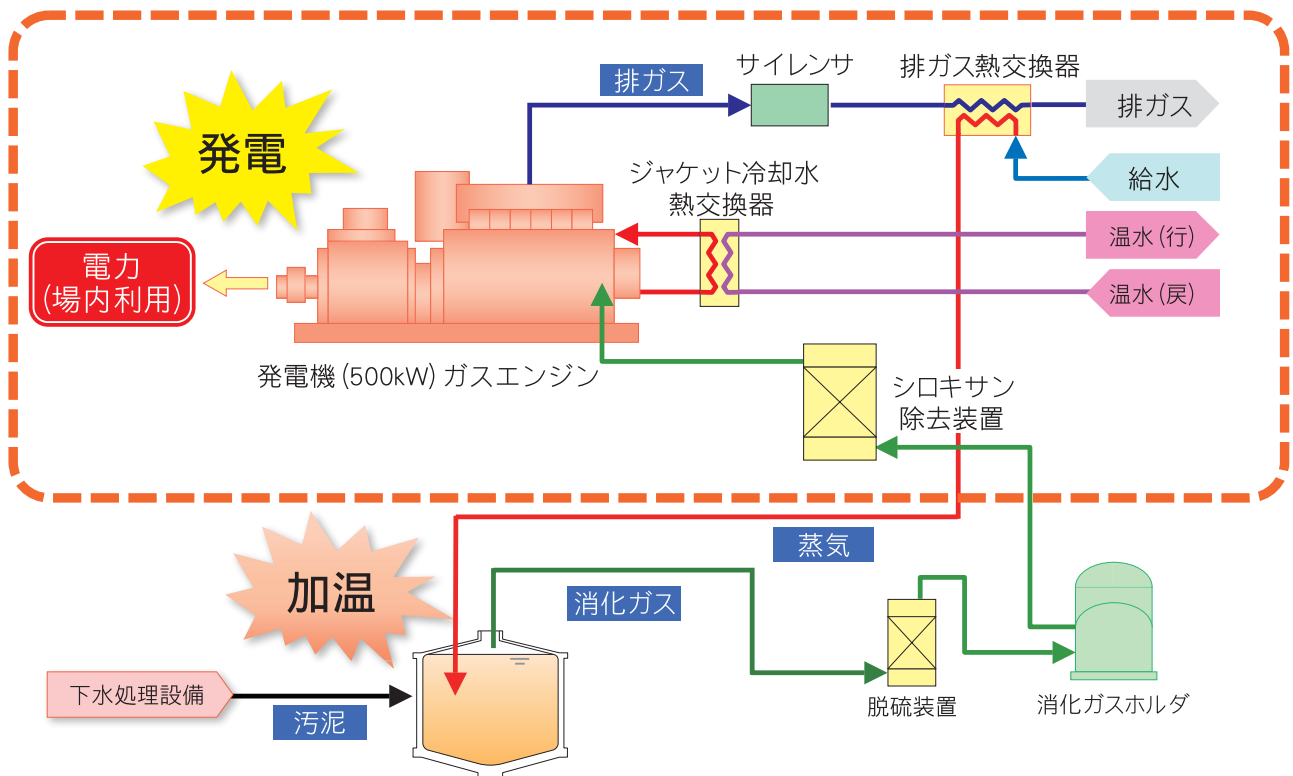 排ガス
サイレンサ
排ガス熱交換器
排ガス
発電
ジャケット冷却水
熱交換器
給水
温水(行)
電力
(場内利用)
温水(戻)
発電機(500kW)ガスエンジン
シロキサン
除去装置
蒸気
加温
消化ガス
下水処理設備
汚泥
脱硫装置
消化ガスホルダ